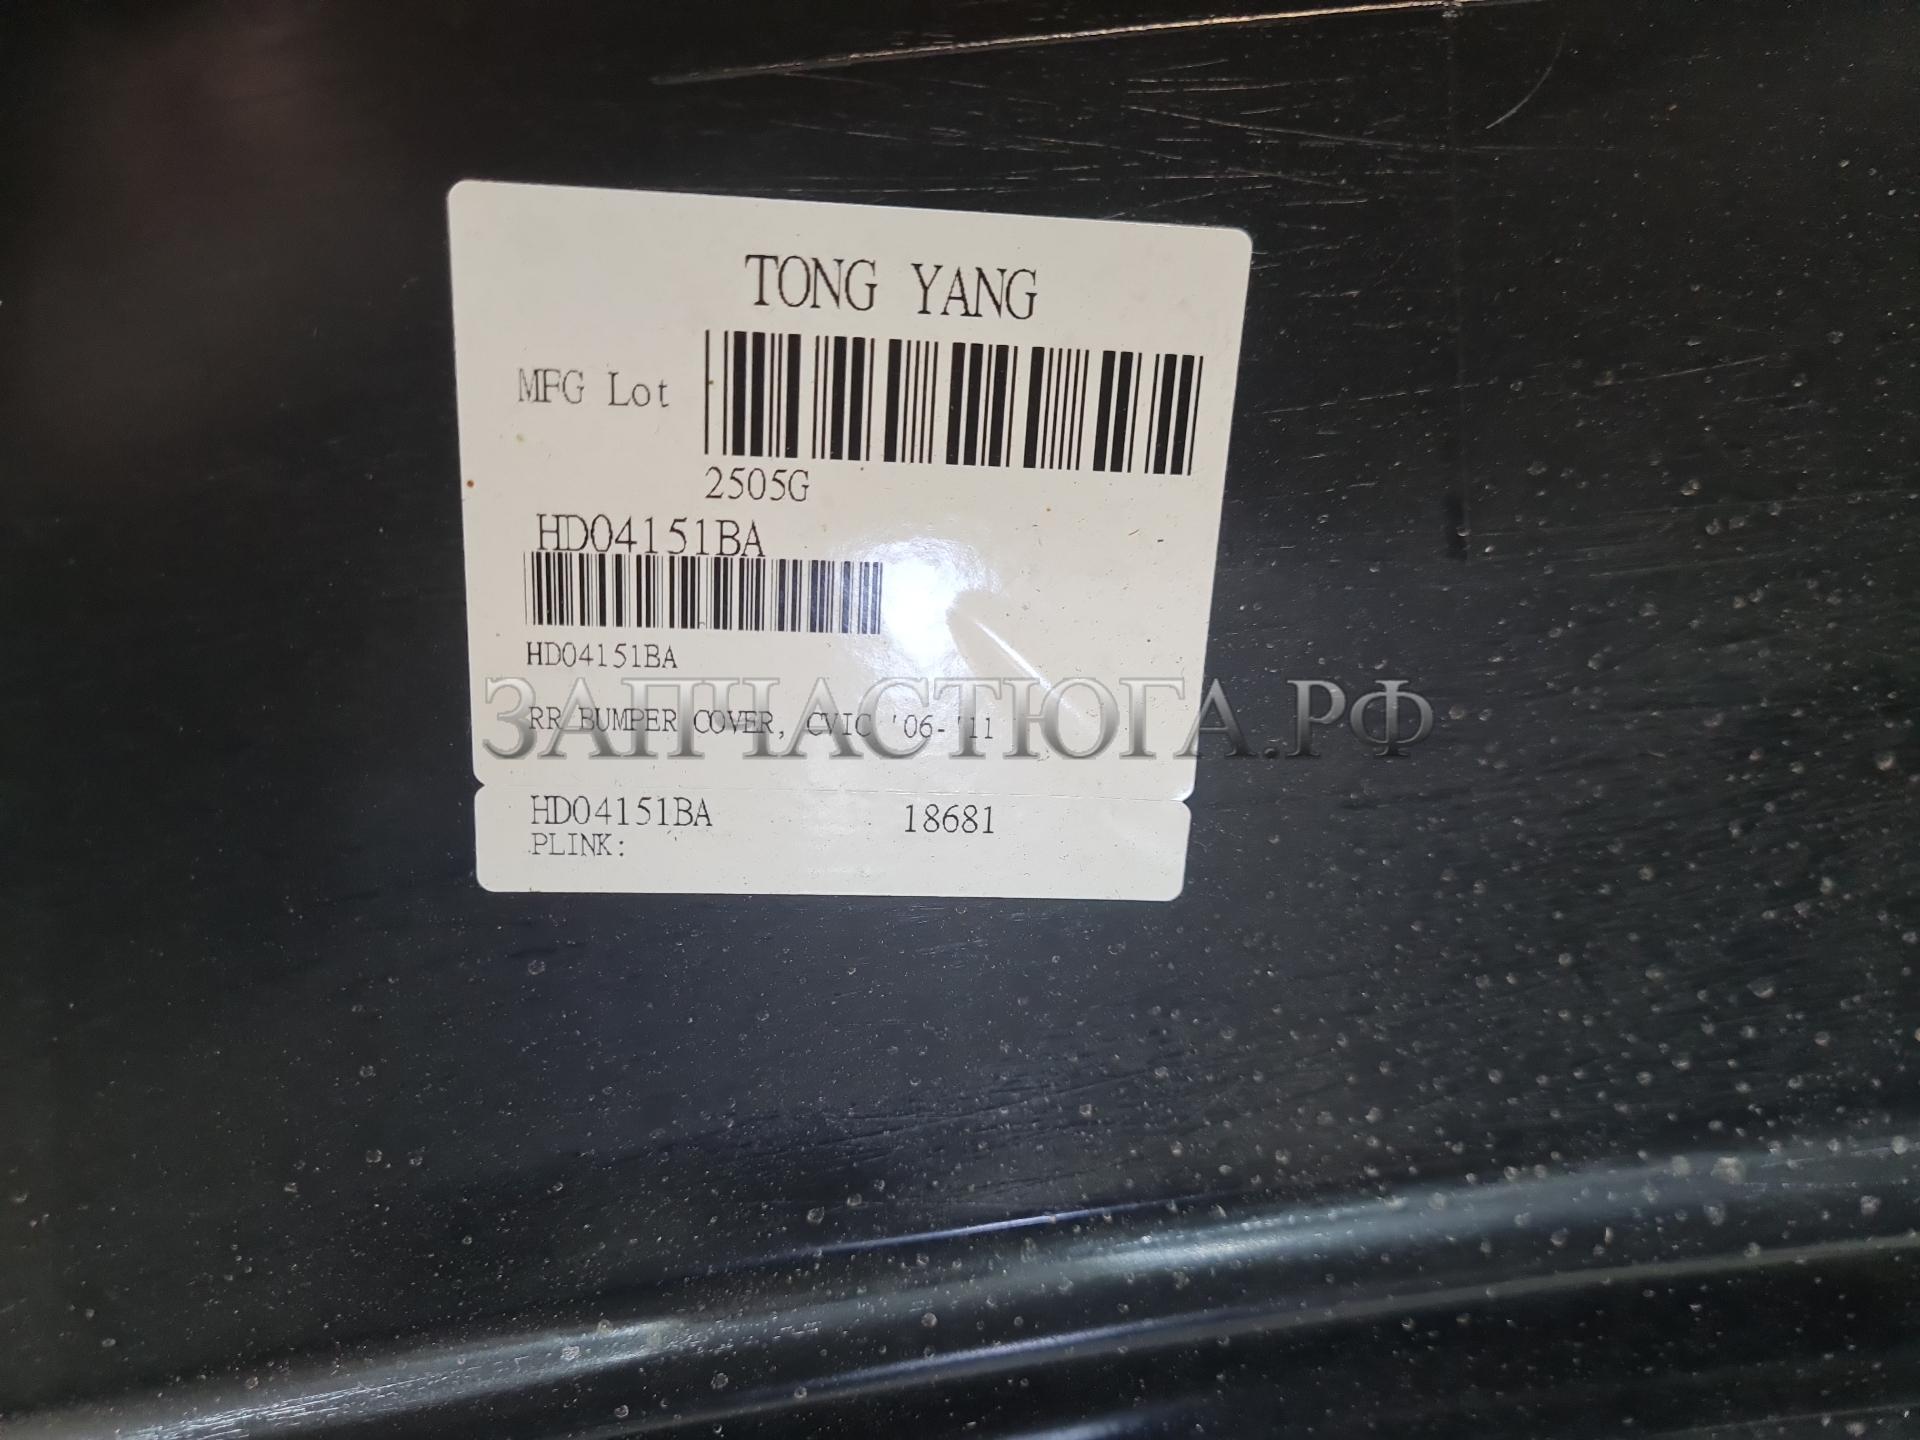 TONG YANG
MFG Lot
2505G
HD04151BA
HD04151BA
ЗАПЧАСТЮГА.РФ
RR BUMPER COVER, CVIC '06-'11
HD04151BA 18681
PLINK: